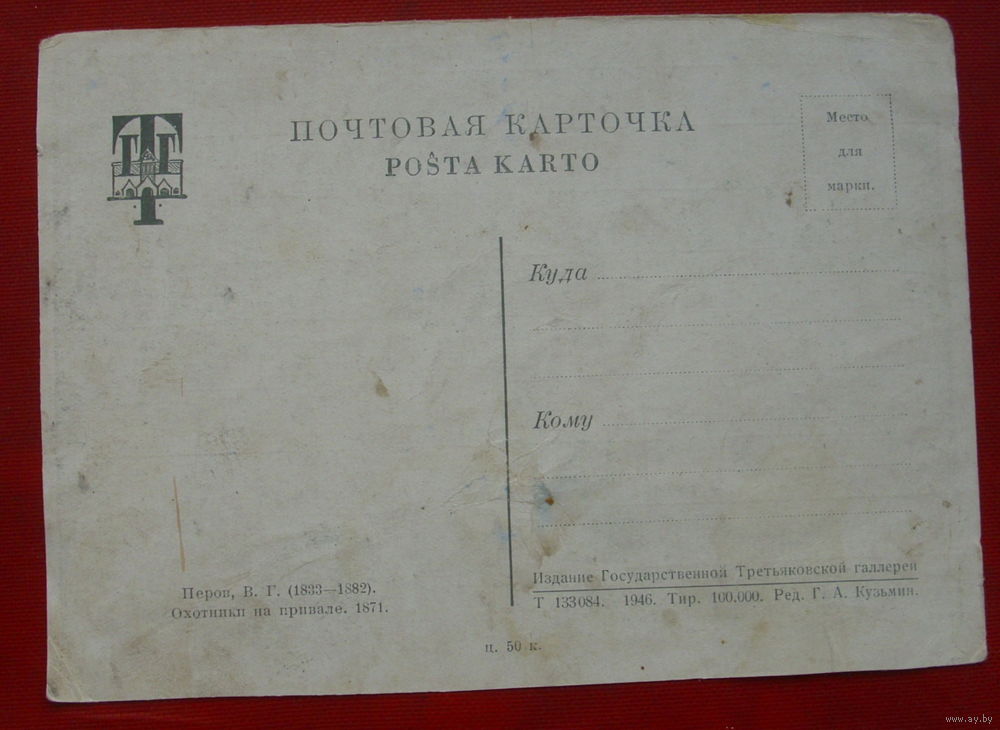 ПОЧТОВАЯ КАРТОЧКА
POŜTA KARTO
Место
для
марки.
Куда
Кому
Перов, В. Г. (1833—1882).
Охотники на привале. 1871.
Издание Государственной Третьяковской галлереи
Т 133084. 1946. Тир. 100.000. Ред. Г. А. Кузьмин.
ц. 50 к.
www.ay.by